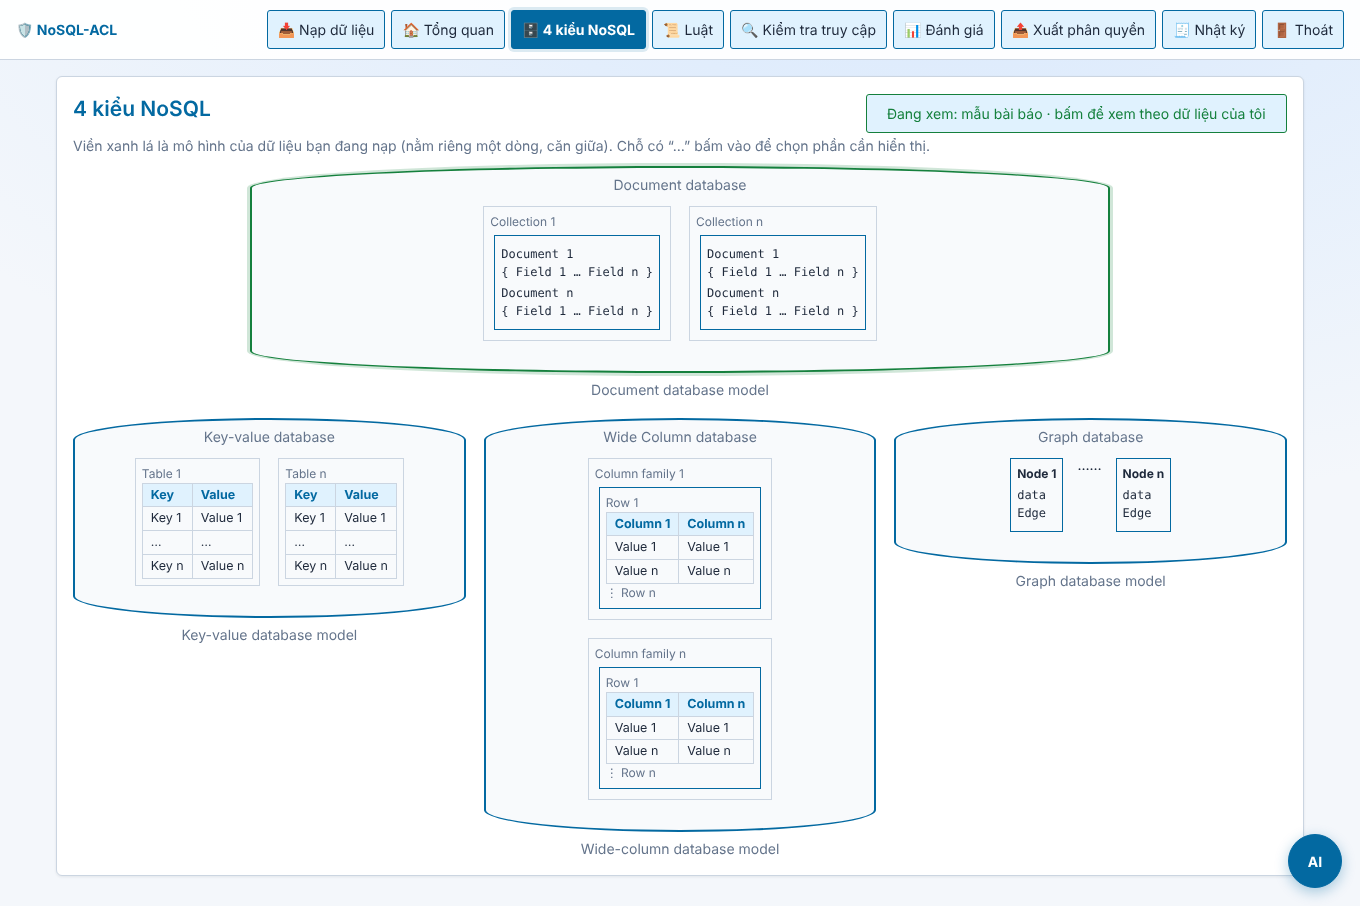 🛡️ NoSQL-ACL
📥 Nạp dữ liệu
🏠 Tổng quan
🗄️ 4 kiểu NoSQL
📜 Luật
🔍 Kiểm tra truy cập
📊 Đánh giá
📤 Xuất phân quyền
🧾 Nhật ký
🚪 Thoát
4 kiểu NoSQL
Đang xem: mẫu bài báo · bấm để xem theo dữ liệu của tôi
Viền xanh lá là mô hình của dữ liệu bạn đang nạp (nằm riêng một dòng, căn giữa). Chỗ có “…” bấm vào để chọn phần cần hiển thị.
Document database
Collection 1
Document 1
{ Field 1 … Field n }
Document n
{ Field 1 … Field n }
Collection n
Document 1
{ Field 1 … Field n }
Document n
{ Field 1 … Field n }
Document database model
Key-value database
Table 1
Key Value
Key 1 Value 1
… …
Key n Value n
Table n
Key Value
Key 1 Value 1
… …
Key n Value n
Key-value database model
Wide Column database
Column family 1
Row 1
Column 1 Column n
Value 1 Value 1
Value n Value n
⋮ Row n
Column family n
Row 1
Column 1 Column n
Value 1 Value 1
Value n Value n
⋮ Row n
Wide-column database model
Graph database
Node 1
data
Edge
······
Node n
data
Edge
Graph database model
AI